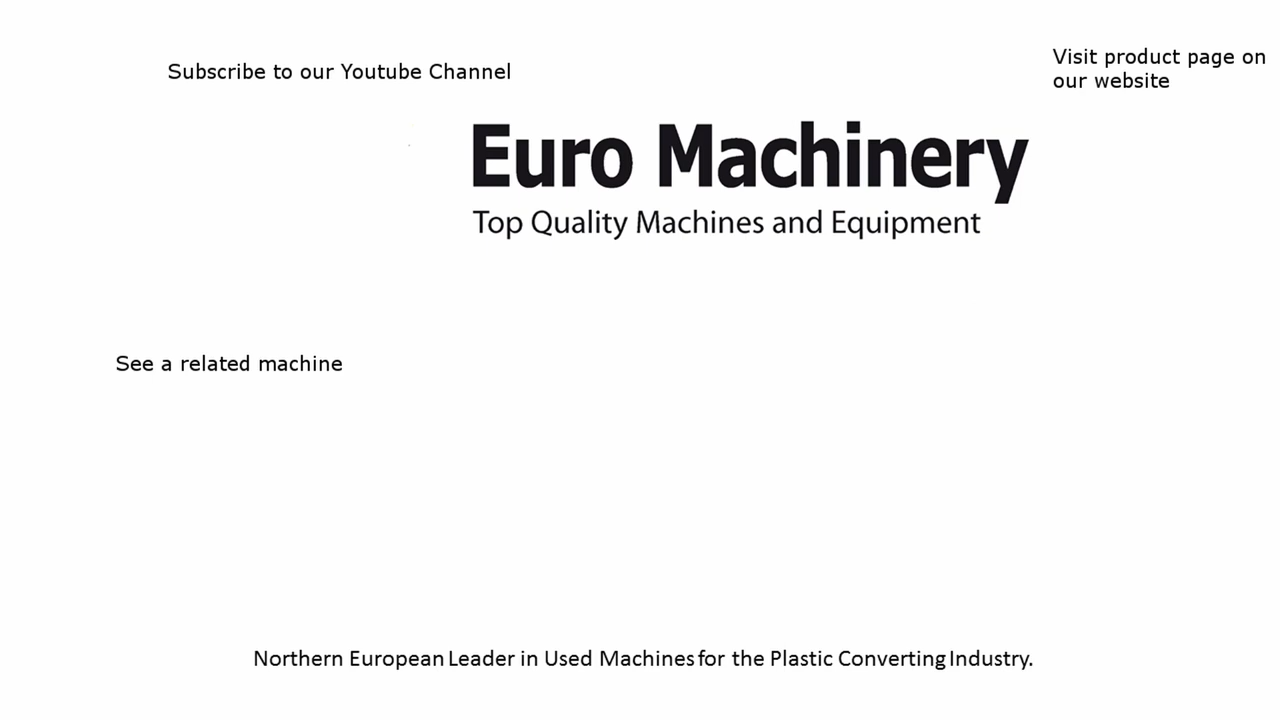 Subscribe to our Youtube Channel
Visit product page on
our website
Euro Machinery
Top Quality Machines and Equipment
See a related machine
Northern European Leader in Used Machines for the Plastic Converting Industry.